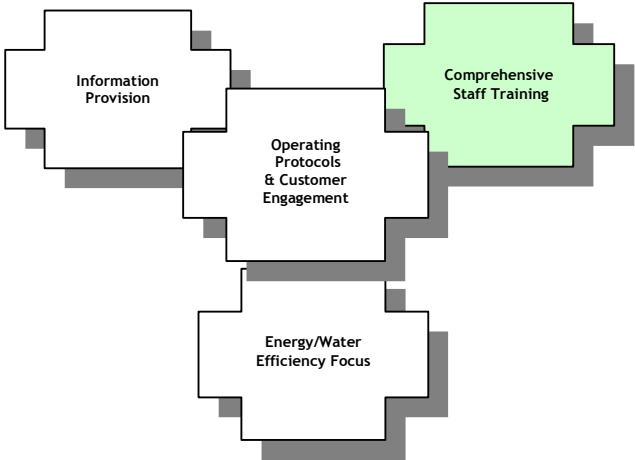 Information
Provision
Comprehensive
Staff Training
Operating
Protocols
& Customer
Engagement
Energy/Water
Efficiency Focus